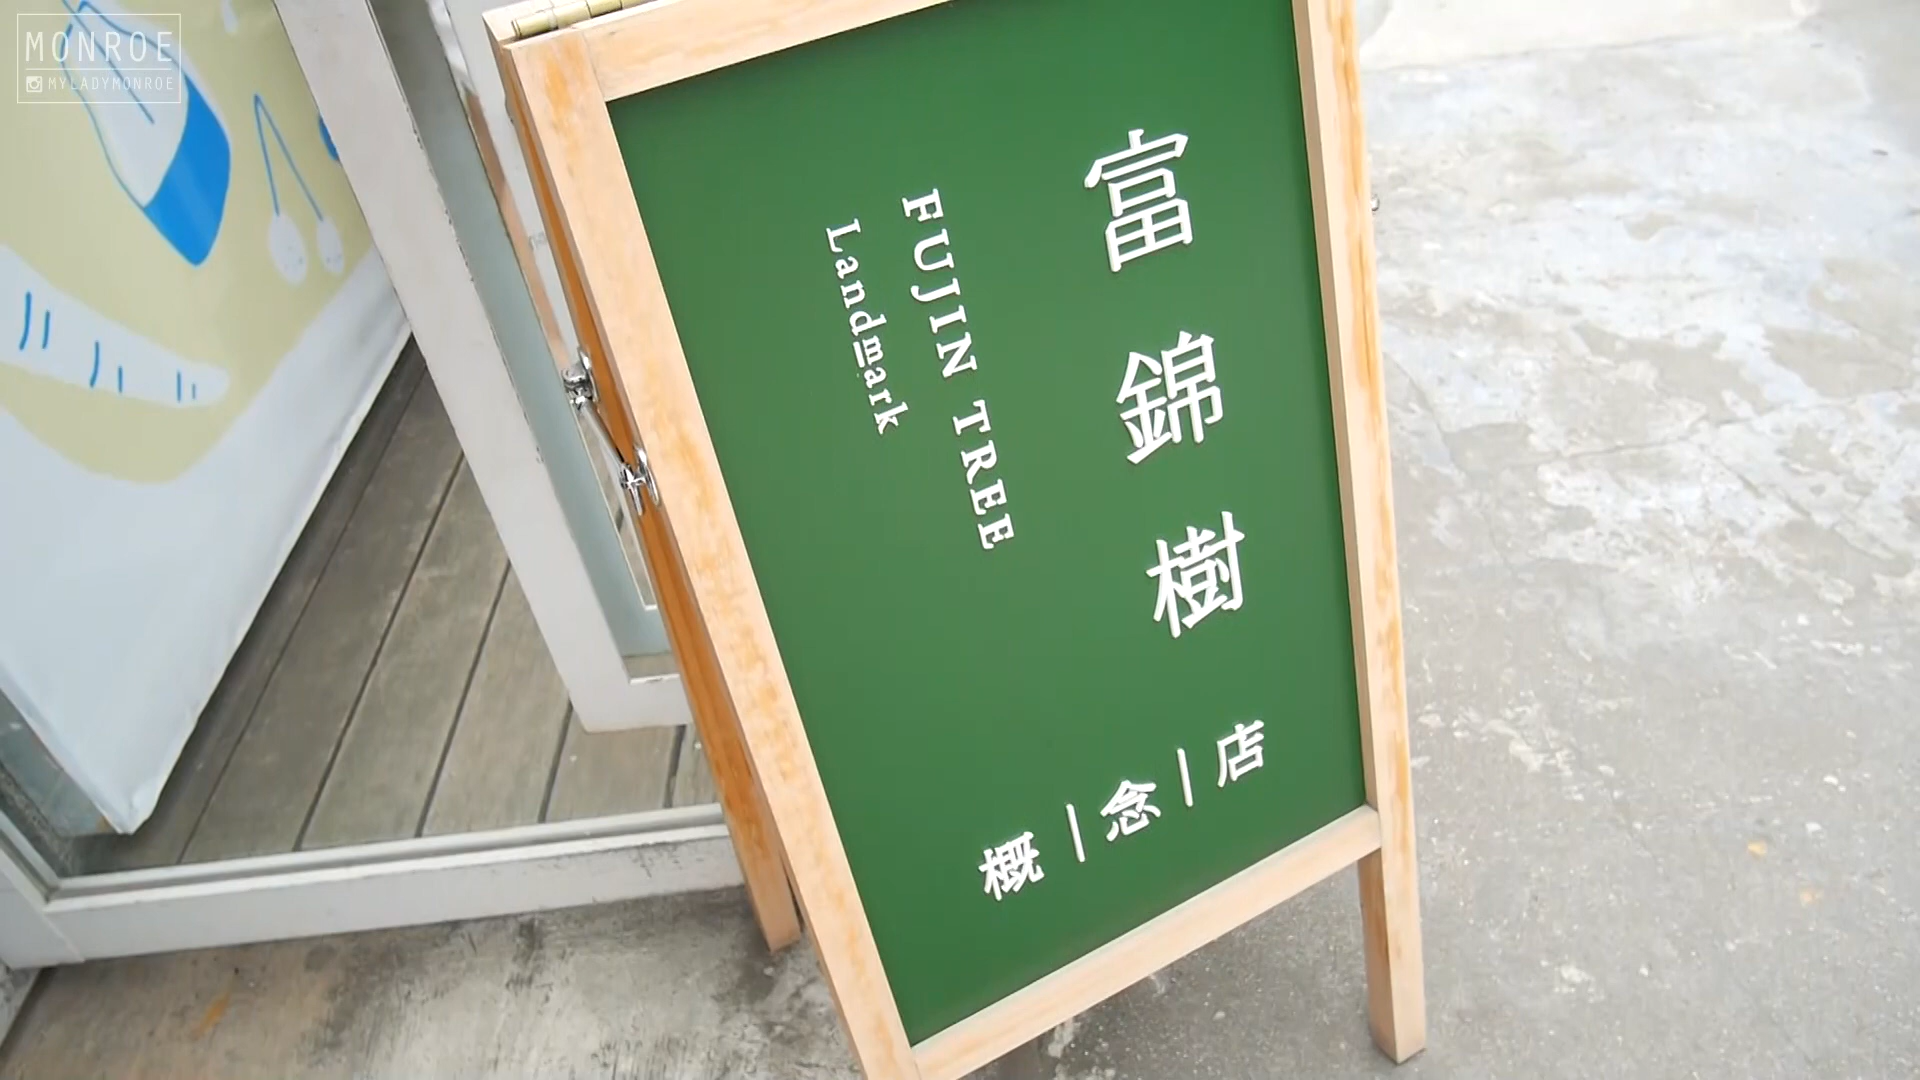 MONROE
MYLADYMONROE
富錦樹
FUJIN TREE
Landmark
概|念|店